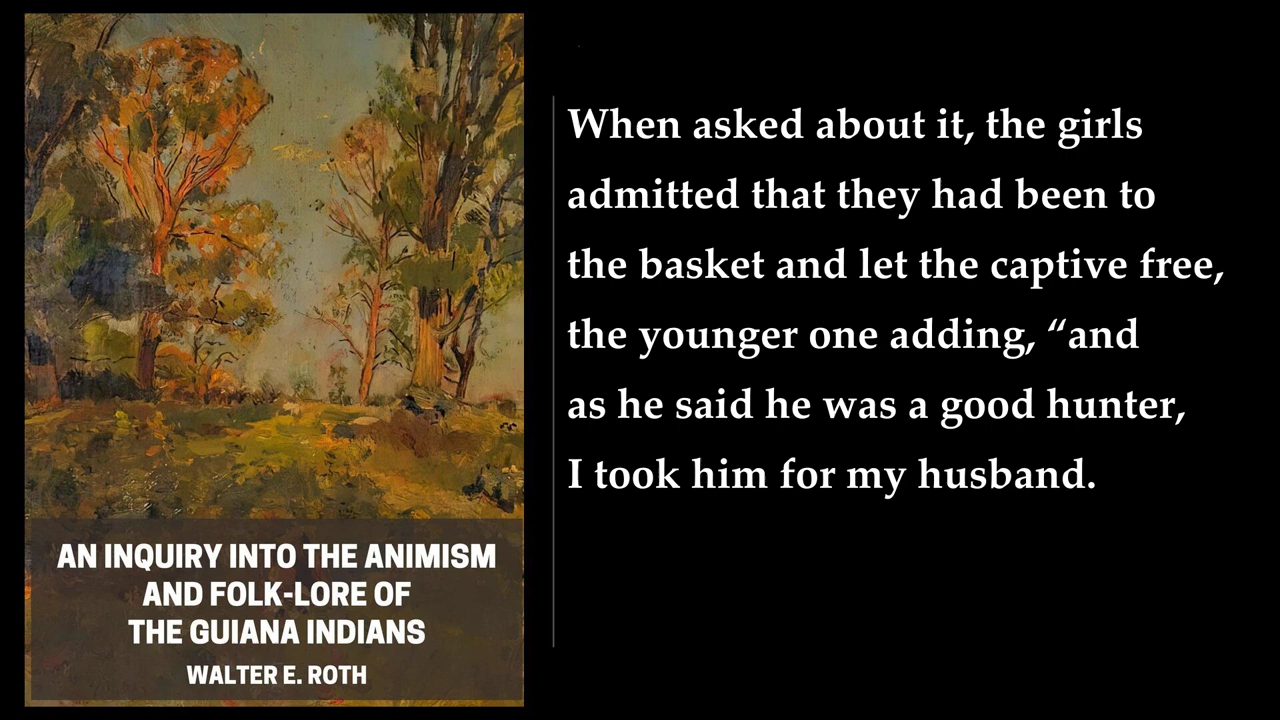 AN INQUIRY INTO THE ANIMISM
AND FOLK-LORE OF
THE GUIANA INDIANS
WALTER E. ROTH
When asked about it, the girls
admitted that they had been to
the basket and let the captive free,
the younger one adding, “and
as he said he was a good hunter,
I took him for my husband.